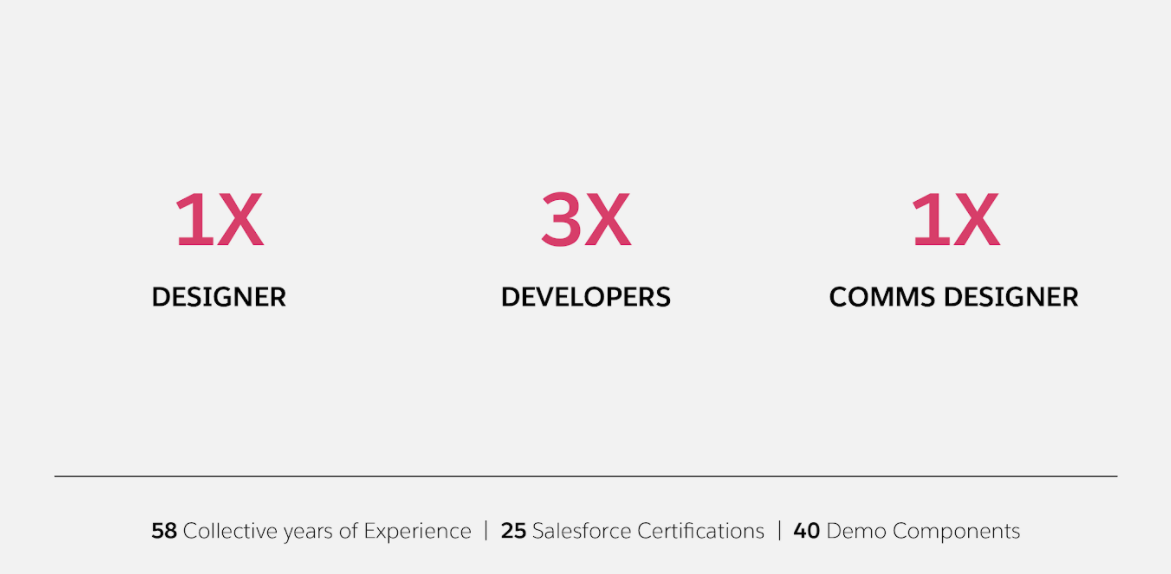 1X
DESIGNER
3X
DEVELOPERS
1X
COMMS DESIGNER
58 Collective years of Experience | 25 Salesforce Certifications | 40 Demo Components